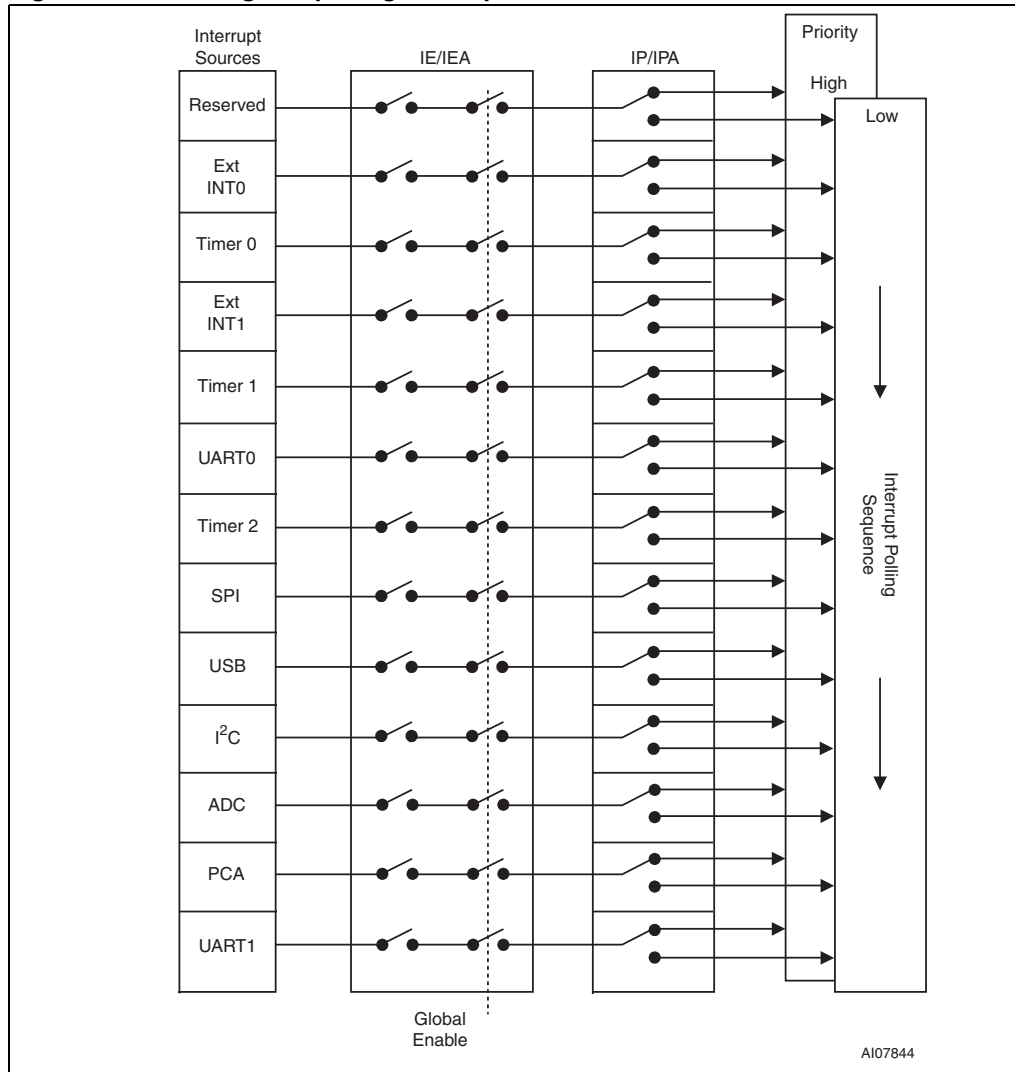 Interrupt
Sources
IE/IEA
IP/IPA
Priority
High
Low
Reserved
Ext
INT0
Timer 0
Ext
INT1
Timer 1
UART0
Timer 2
SPI
USB
I²C
ADC
PCA
UART1
Interrupt Polling
Sequence
Global
Enable
AI07844